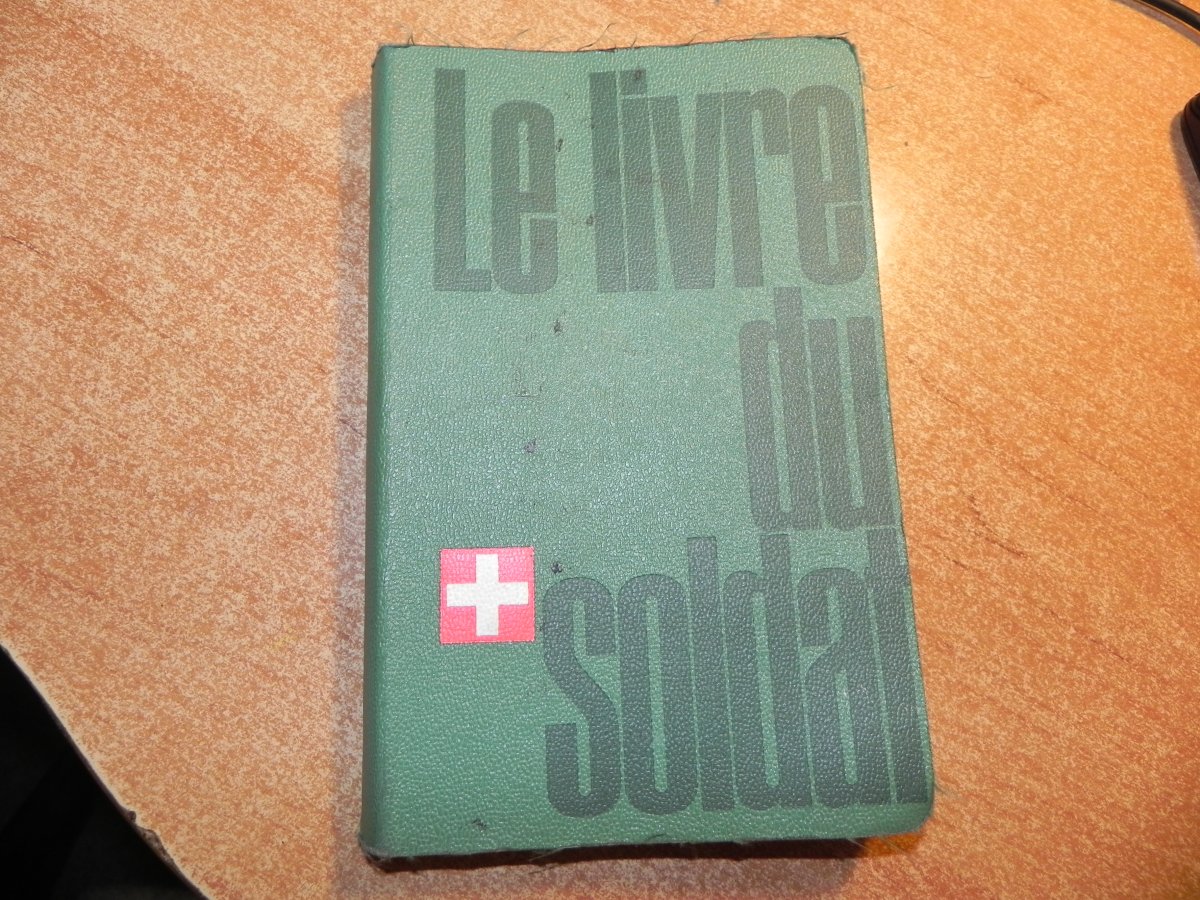 Le livre
du
soldat